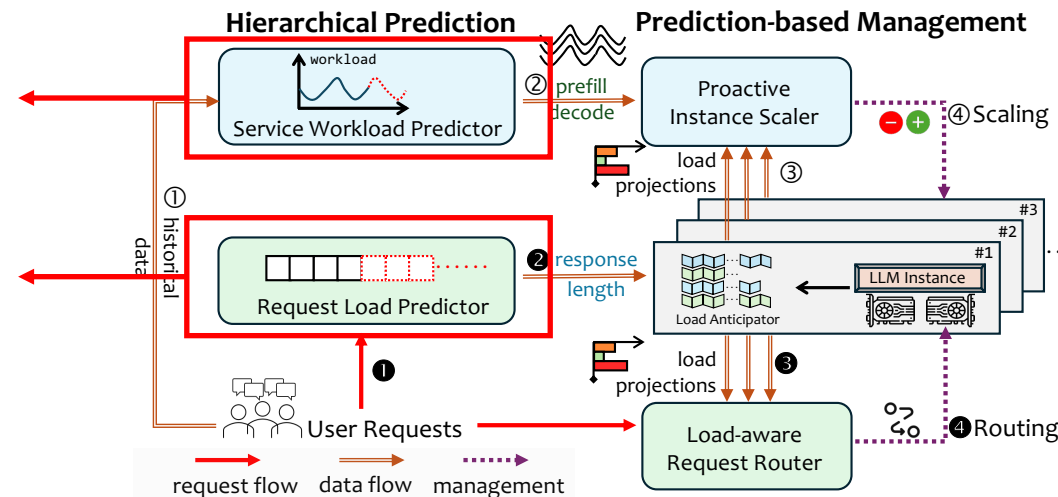 Hierarchical Prediction
Prediction-based Management
workload
Service Workload Predictor
② prefill
decode
Proactive
Instance Scaler
④ Scaling
load
projections
③
① historical
data
#3
#2
#1
...
Request Load Predictor
❷ response
length
LLM Instance
Load Anticipator
❶
load
projections
❸
User Requests
Load-aware
Request Router
❹ Routing
request flow
data flow
management